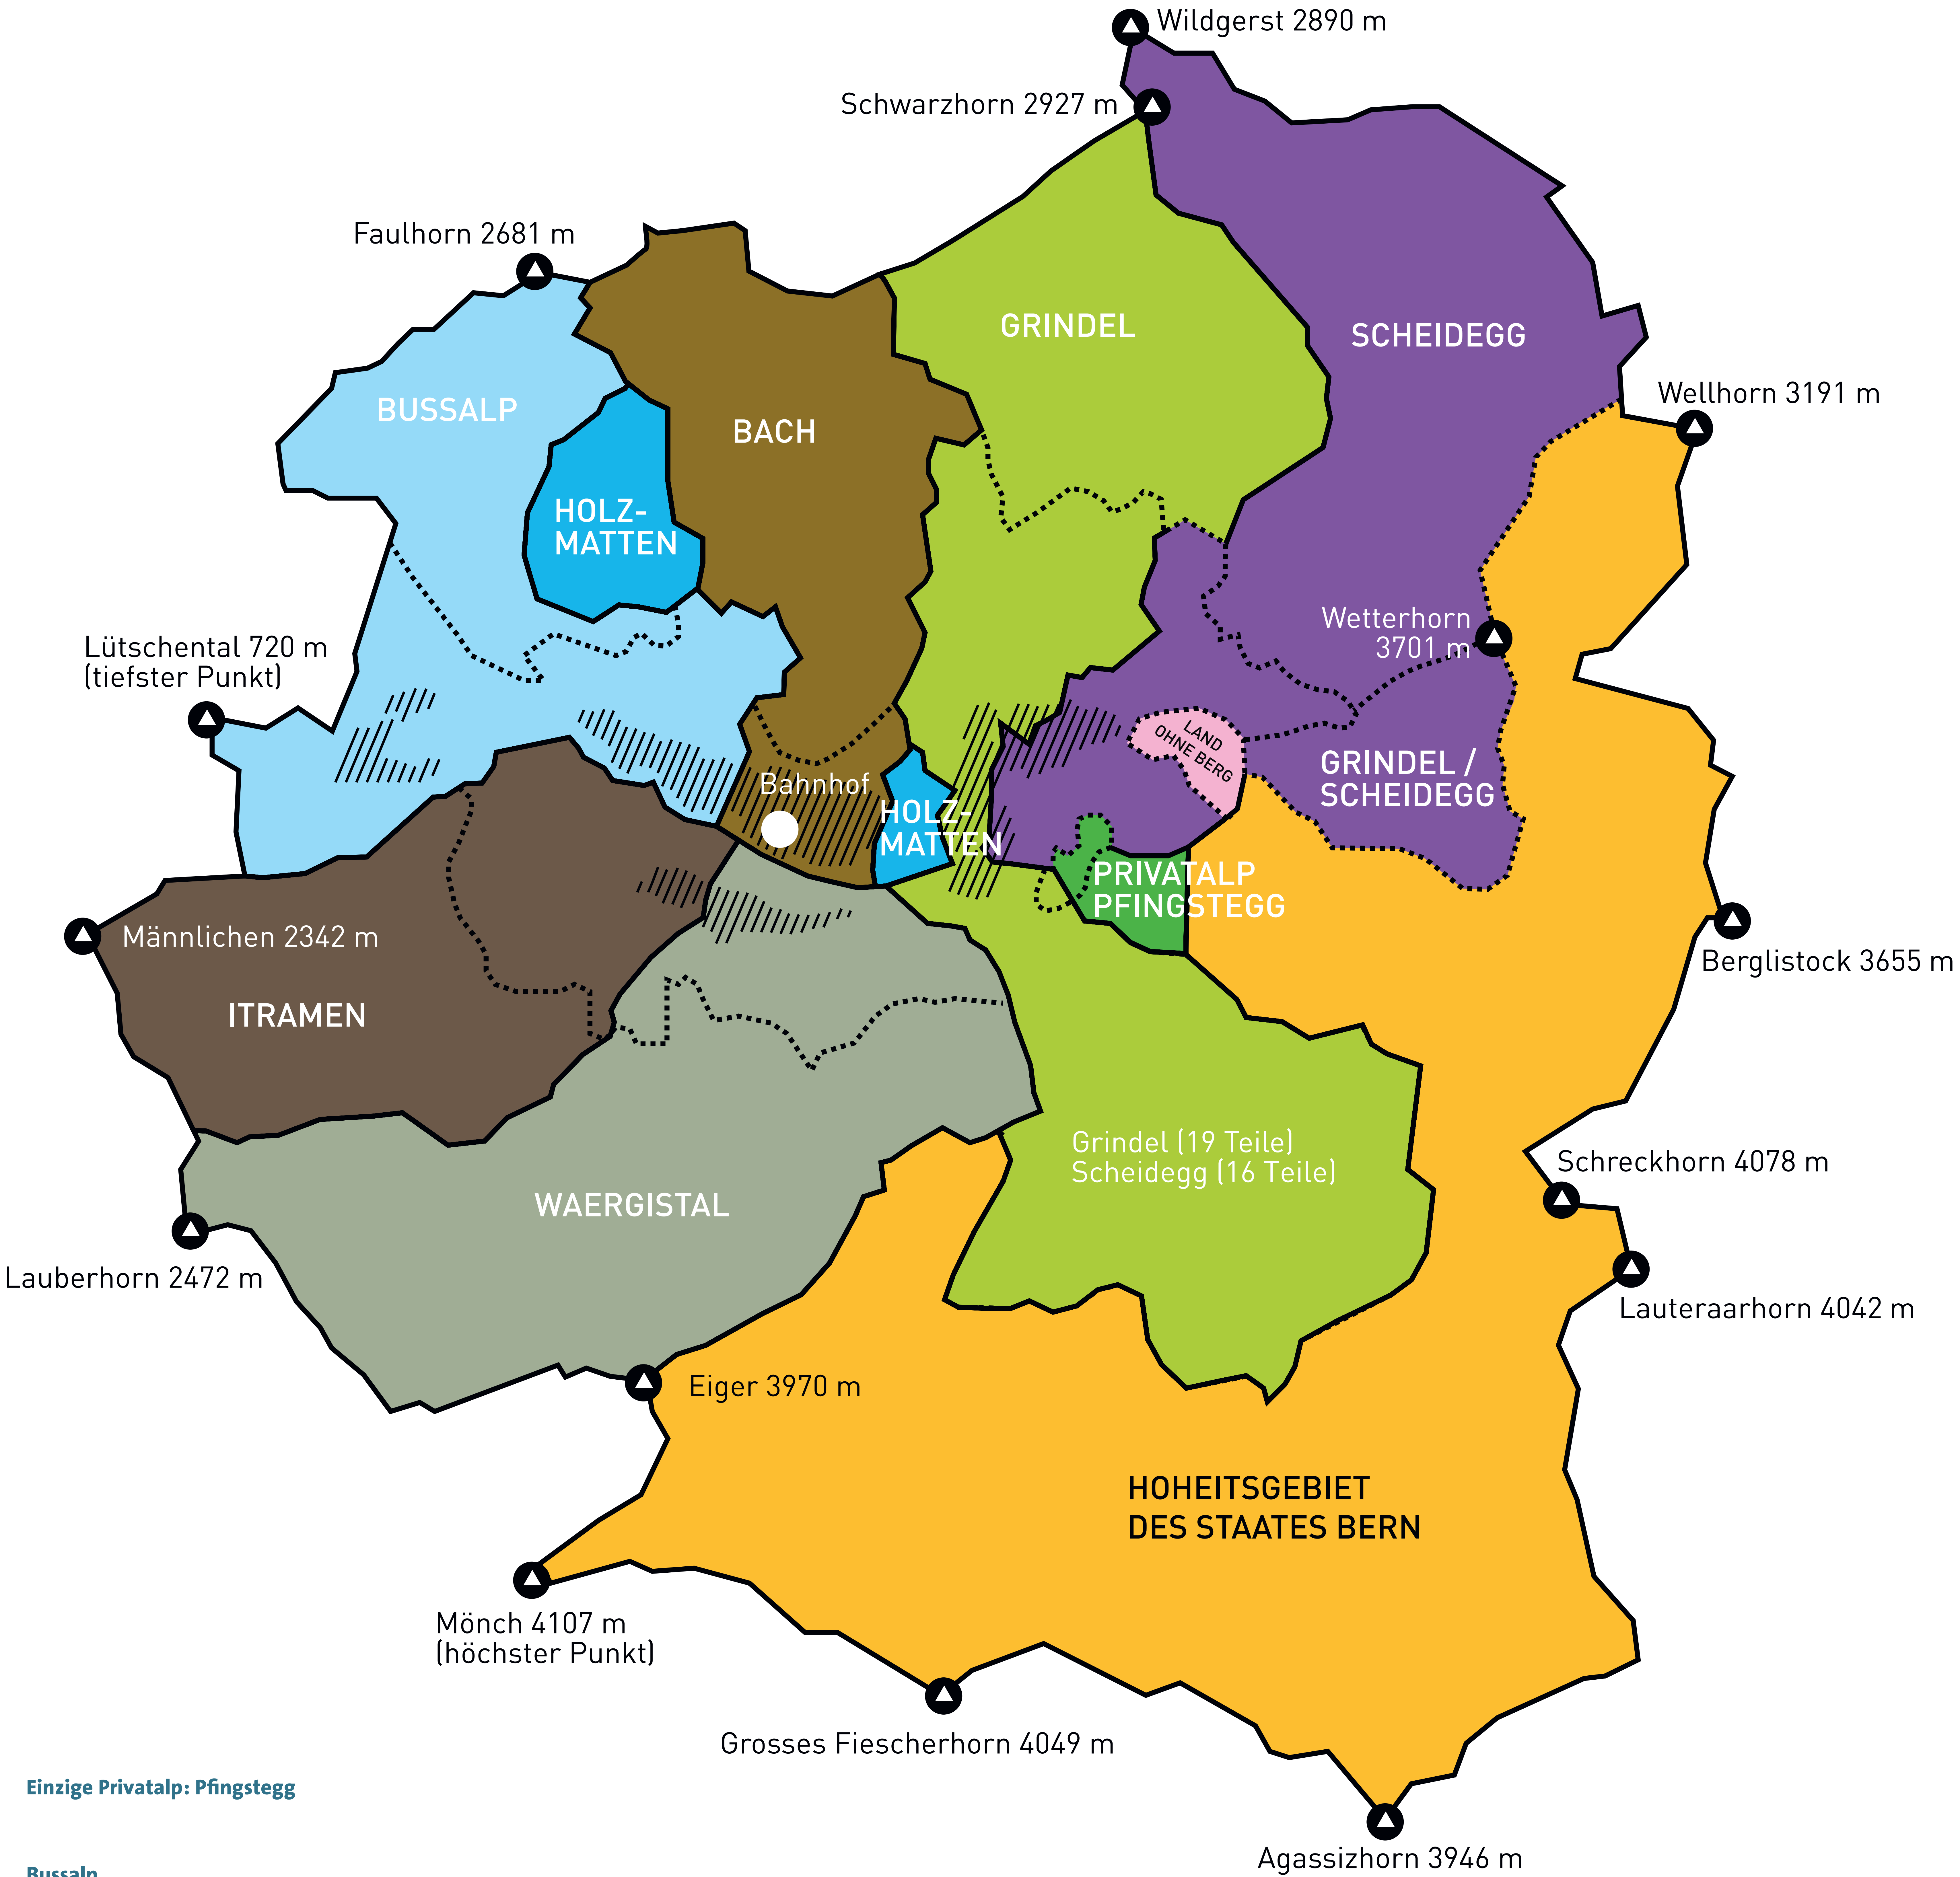 Wildgerst 2890 m
Schwarzhorn 2927 m
Faulhorn 2681 m
GRINDEL
SCHEIDEGG
Wellhorn 3191 m
BUSSALP
BACH
HOLZ-
MATTEN
Wetterhorn
3701 m
Lütschental 720 m
(tiefster Punkt)
LAND
OHNE BERG
GRINDEL /
SCHEIDEGG
Bahnhof
HOLZ-
MATTEN
PRIVATALP
PFINGSTEGG
Männlichen 2342 m
Berglistock 3655 m
ITRAMEN
Grindel (19 Teile)
Scheidegg (16 Teile)
Schreckhorn 4078 m
WAERGISTAL
Lauberhorn 2472 m
Lauteraarhorn 4042 m
Eiger 3970 m
HOHEITSGEBIET
DES STAATES BERN
Mönch 4107 m
(höchster Punkt)
Grosses Fiescherhorn 4049 m
Einzige Privatalp: Pfingstegg
Agassizhorn 3946 m
Bussalp